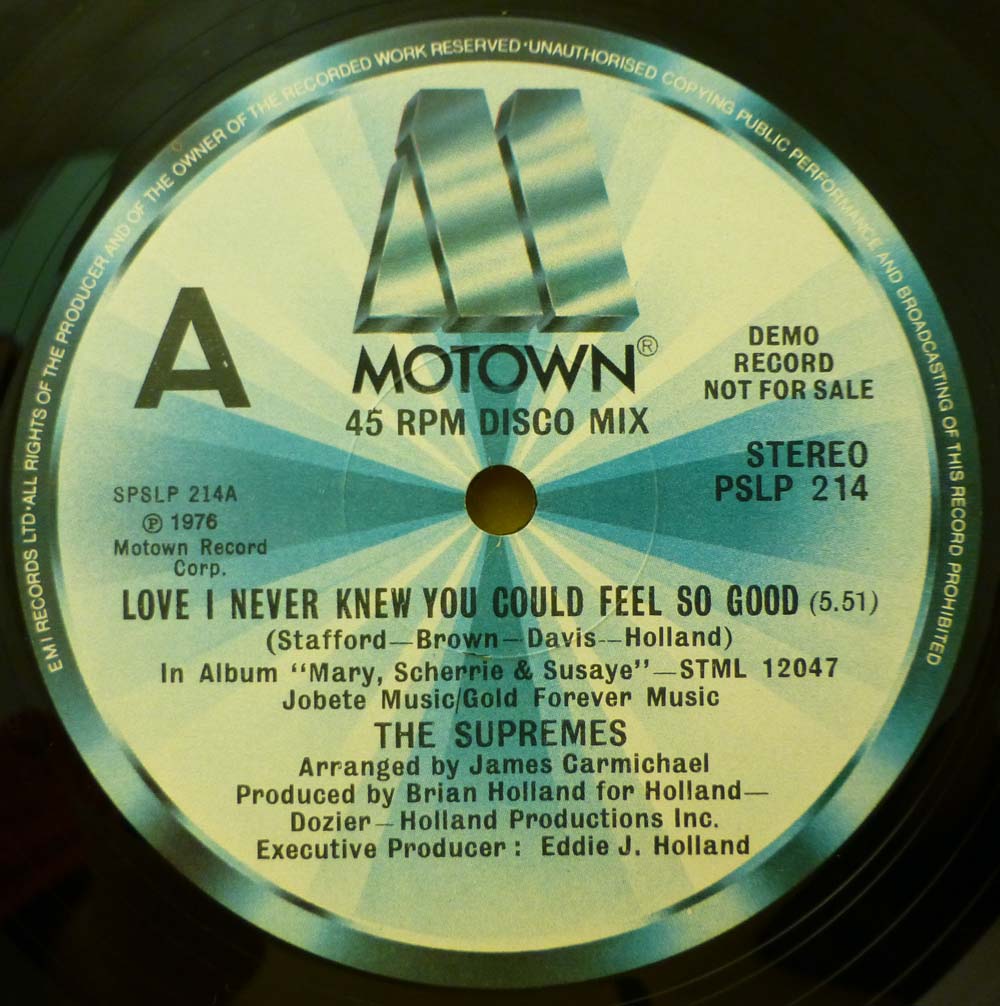 EMI RECORDS LTD·ALL RIGHTS OF THE PRODUCER AND OF THE OWNER OF THE RECORDED WORK RESERVED·UNAUTHORISED COPYING PUBLIC PERFORMANCE AND BROADCASTING OF THIS RECORD PROHIBITED
A
MOTOWN®
45 RPM DISCO MIX
DEMO
RECORD
NOT FOR SALE
STEREO
PSLP 214
SPSLP 214A
℗ 1976
Motown Record
Corp.
LOVE I NEVER KNEW YOU COULD FEEL SO GOOD (5.51)
(Stafford—Brown—Davis—Holland)
In Album “Mary, Scherrie & Susaye”—STML 12047
Jobete Music/Gold Forever Music
THE SUPREMES
Arranged by James Carmichael
Produced by Brian Holland for Holland—
Dozier—Holland Productions Inc.
Executive Producer: Eddie J. Holland